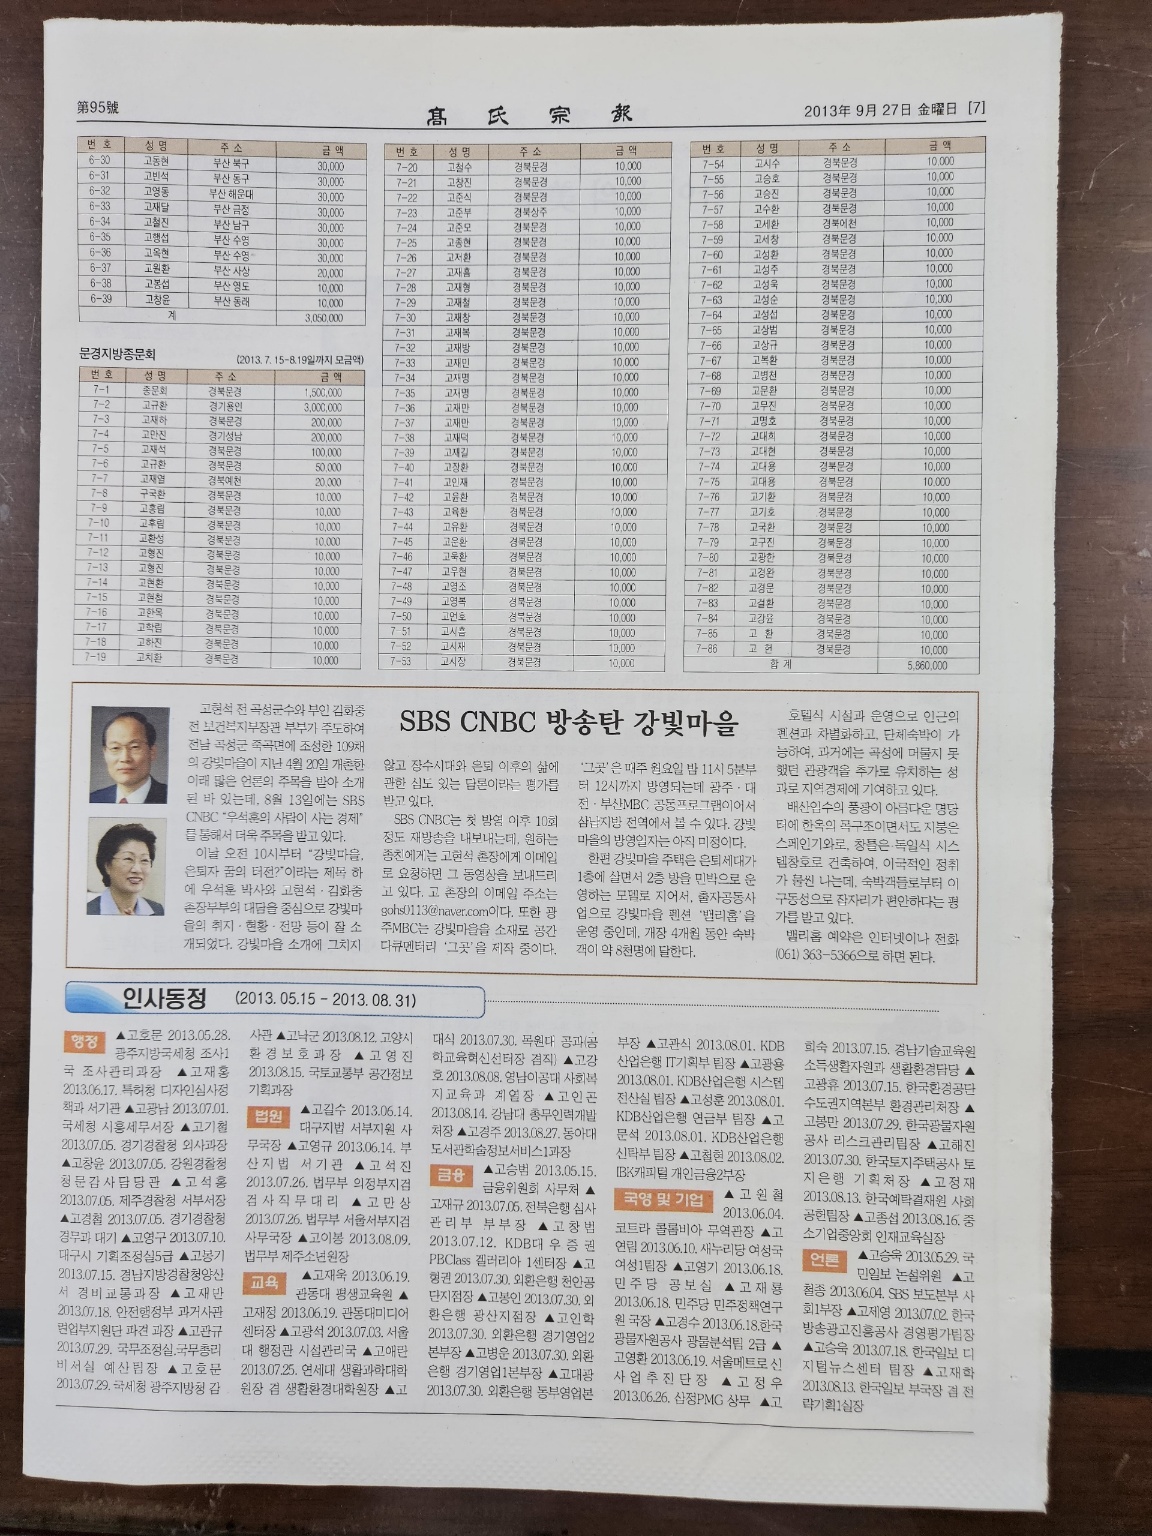 第95號
髙氏宗報
2013年 9月 27日 金曜日 [7]
번 호 성 명 주 소 금 액
6-30 고동현 부산 북구 30,000
6-31 고빈석 부산 동구 30,000
6-32 고영동 부산 해운대 30,000
6-33 고재달 부산 금정 30,000
6-34 고철진 부산 남구 30,000
6-35 고행섭 부산 수영 30,000
6-36 고옥현 부산 수영 30,000
6-37 고원환 부산 사상 20,000
6-38 고봉섭 부산 영도 10,000
6-39 고창윤 부산 동래 10,000
계 3,050,000
문경지방종문회 (2013. 7. 15-8.19일까지 모금액)
번 호 성 명 주 소 금 액
7-1 종문회 경북문경 1,500,000
7-2 고규환 경기용인 3,000,000
7-3 고재하 경북문경 200,000
7-4 고만진 경기성남 200,000
7-5 고재석 경북문경 100,000
7-6 고규환 경북문경 50,000
7-7 고재열 경북예천 20,000
7-8 구국환 경북문경 10,000
7-9 고흥림 경북문경 10,000
7-10 고후림 경북문경 10,000
7-11 고환성 경북문경 10,000
7-12 고형진 경북문경 10,000
7-13 고형진 경북문경 10,000
7-14 고현환 경북문경 10,000
7-15 고현철 경북문경 10,000
7-16 고한옥 경북문경 10,000
7-17 고학림 경북문경 10,000
7-18 고하진 경북문경 10,000
7-19 고치환 경북문경 10,000
번 호 성 명 주 소 금 액
7-20 고철수 경북문경 10,000
7-21 고창진 경북문경 10,000
7-22 고준식 경북문경 10,000
7-23 고준부 경북상주 10,000
7-24 고준모 경북문경 10,000
7-25 고종현 경북문경 10,000
7-26 고저환 경북문경 10,000
7-27 고재흠 경북문경 10,000
7-28 고재형 경북문경 10,000
7-29 고재철 경북문경 10,000
7-30 고재창 경북문경 10,000
7-31 고재복 경북문경 10,000
7-32 고재방 경북문경 10,000
7-33 고재민 경북문경 10,000
7-34 고재명 경북문경 10,000
7-35 고재명 경북문경 10,000
7-36 고재만 경북문경 10,000
7-37 고재만 경북문경 10,000
7-38 고재덕 경북문경 10,000
7-39 고재길 경북문경 10,000
7-40 고장환 경북문경 10,000
7-41 고인재 경북문경 10,000
7-42 고윤환 경북문경 10,000
7-43 고육환 경북문경 10,000
7-44 고유환 경북문경 10,000
7-45 고운환 경북문경 10,000
7-46 고욱환 경북문경 10,000
7-47 고우현 경북문경 10,000
7-48 고영조 경북문경 10,000
7-49 고영복 경북문경 10,000
7-50 고언호 경북문경 10,000
7-51 고시흡 경북문경 10,000
7-52 고시재 경북문경 10,000
7-53 고시장 경북문경 10,000
번 호 성 명 주 소 금 액
7-54 고시수 경북문경 10,000
7-55 고승호 경북문경 10,000
7-56 고승진 경북문경 10,000
7-57 고수환 경북문경 10,000
7-58 고세환 경북예천 10,000
7-59 고세창 경북문경 10,000
7-60 고성환 경북문경 10,000
7-61 고성주 경북문경 10,000
7-62 고성욱 경북문경 10,000
7-63 고성순 경북문경 10,000
7-64 고성섭 경북문경 10,000
7-65 고상범 경북문경 10,000
7-66 고상규 경북문경 10,000
7-67 고복환 경북문경 10,000
7-68 고병천 경북문경 10,000
7-69 고문환 경북문경 10,000
7-70 고무진 경북문경 10,000
7-71 고명호 경북문경 10,000
7-72 고대희 경북문경 10,000
7-73 고대현 경북문경 10,000
7-74 고대용 경북문경 10,000
7-75 고대용 경북문경 10,000
7-76 고기환 경북문경 10,000
7-77 고기호 경북문경 10,000
7-78 고국환 경북문경 10,000
7-79 고구진 경북문경 10,000
7-80 고광한 경북문경 10,000
7-81 고경완 경북문경 10,000
7-82 고경문 경북문경 10,000
7-83 고걸환 경북문경 10,000
7-84 고강윤 경북문경 10,000
7-85 고 환 경북문경 10,000
7-86 고 현 경북문경 10,000
합 계 5,860,000
SBS CNBC 방송탄 강빛마을
고현석 전 곡성군수와 부인 김화중
전 보건복지부장관 부부가 주도하여
전남 곡성군 죽곡면에 조성한 109채
의 강빛마을이 지난 4월 20일 개촌한
이래 많은 언론의 주목을 받아 소개
된 바 있는데, 8월 13일에는 SBS
CNBC "우석훈의 사람이 사는 경제"
를 통해서 더욱 주목을 받고 있다.
이날 오전 10시부터 "강빛마을,
은퇴자 꿈의 터전?"이라는 제목 하
에 우석훈 박사와 고현석·김화중
촌장부부의 대담을 중심으로 강빛마
을의 취지·현황·전망 등이 잘 소
개되었다. 강빛마을 소개에 그치지
않고 장수시대와 은퇴 이후의 삶에
관한 심도 있는 담론이라는 평가를
받고 있다.
SBS CNBC는 첫 방영 이후 10회
정도 재방송을 내보내는데, 원하는
종친에게는 고현석 촌장에게 이메일
로 요청하면 그 동영상을 보내드리
고 있다. 고 촌장의 이메일 주소는
gohs0113@naver.com이다. 또한 광
주MBC는 강빛마을을 소재로 공간
다큐멘터리 '그곳'을 제작 중이다.
'그곳'은 매주 월요일 밤 11시 5분부
터 12시까지 방영되는데 광주·대
전·부산MBC 공동프로그램이어서
삼남지방 전역에서 볼 수 있다. 강빛
마을의 방영일자는 아직 미정이다.
한편 강빛마을 주택은 은퇴세대가
1층에 살면서 2층 방을 민박으로 운
영하는 모델로 지어서, 출자공동사
업으로 강빛마을 펜션 '밸리홈'을
운영 중인데, 개장 4개월 동안 숙박
객이 약 8천명에 달한다.
호텔식 시설과 운영으로 인근의
펜션과 차별화하고, 단체숙박이 가
능하여, 과거에는 곡성에 머물지 못
했던 관광객을 추가로 유치하는 성
과로 지역경제에 기여하고 있다.
배산임수의 풍광이 아름다운 명당
터에 한옥의 목구조이면서도 지붕은
스페인기와로, 창틀은 독일식 시스
템창호로 건축하여, 이국적인 정취
가 물씬 나는데, 숙박객들로부터 이
구동성으로 잠자리가 편안하다는 평
가를 받고 있다.
밸리홈 예약은 인터넷이나 전화
(061) 363-5366으로 하면 된다.
인사동정 (2013. 05.15 - 2013. 08. 31)
행정 ▲고호문 2013.05.28.
광주지방국세청 조사1
국 조사관리과장 ▲고재홍
2013.06.17. 특허청 디자인심사정
책과 서기관 ▲고광남 2013.07.01.
국세청 시흥세무서장 ▲고기철
2013.07.05. 경기경찰청 외사과장
▲고창윤 2013.07.05. 강원경찰청
청문감사담당관 ▲고석홍
2013.07.05. 제주경찰청 서부서장
▲고경철 2013.07.05. 경기경찰청
경무과 대기 ▲고영구 2013.07.10.
대구시 기획조정실5급 ▲고봉기
2013.07.15. 경남지방경찰청양산
서 경비교통과장 ▲고재만
2013.07.18. 안전행정부 과거사관
련업무지원단 파견 과장 ▲고관규
2013.07.29. 국무조정실.국무총리
비서실 예산팀장 ▲고호문
2013.07.29. 국세청 광주지방청 감
사관 ▲고낙군 2013.08.12. 고양시
환경보호과장 ▲고영진
2013.08.15. 국토교통부 공간정보
기획과장
법원 ▲고길수 2013.06.14.
대구지법 서부지원 사
무국장 ▲고영규 2013.06.14. 부
산지법 서기관 ▲고석진
2013.07.26. 법무부 의정부지검
검사직무대리 ▲고만상
2013.07.26. 법무부 서울서부지검
사무국장 ▲고이봉 2013.08.09.
법무부 제주소년원장
교육 ▲고재욱 2013.06.19.
관동대 평생교육원 ▲
고재정 2013.06.19. 관동대미디어
센터장 ▲고광석 2013.07.03. 서울
대 행정관 시설관리국 ▲고애란
2013.07.25. 연세대 생활과학대학
원장 겸 생활환경대학원장 ▲고
대식 2013.07.30. 목원대 공과(공
학교육혁신선터장 겸직) ▲고강
호 2013.08.08. 영남이공대 사회복
지교육과 계열장 ▲고인곤
2013.08.14. 강남대 총무인력개발
처장 ▲고경주 2013.08.27. 동아대
도서관학술정보서비스1과장
금융 ▲고승범 2013.05.15.
금융위원회 사무처 ▲
고재규 2013.07.05. 전북은행 심사
관리부 부부장 ▲고창범
2013.07.12. KDB대우증권
PBClass 겔러리아 1센터장 ▲고
형권 2013.07.30. 외환은행 천안공
단지점장 ▲고봉인 2013.07.30. 외
환은행 광산지점장 ▲고인학
2013.07.30. 외환은행 경기영업2
본부장 ▲고병운 2013.07.30. 외환
은행 경기영업1본부장 ▲고대광
2013.07.30. 외환은행 동부영업본
부장 ▲고관식 2013.08.01. KDB
산업은행 IT기획부 팀장 ▲고광용
2013.08.01. KDB산업은행 시스템
전산실 팀장 ▲고성훈 2013.08.01.
KDB산업은행 연금부 팀장 ▲고
문석 2013.08.01. KDB산업은행
신탁부 팀장 ▲고철현 2013.08.02.
IBK캐피털 개인금융2부장
국영 및 기업 ▲고원철
2013.06.04.
코트라 콜롬비아 무역관장 ▲고
연림 2013.06.10. 새누리당 여성국
여성1팀장 ▲고영기 2013.06.18.
민주당 공보실 ▲고재룡
2013.06.18. 민주당 민주정책연구
원 국장 ▲고경수 2013.06.18.한국
광물자원공사 광물분석팀 2급 ▲
고영환 2013.06.19. 서울메트로 신
사업추진단장 ▲고정우
2013.06.26. 삼정PMG 상무 ▲고
희숙 2013.07.15. 경남기술교육원
소득생활자원과 생활환경담당 ▲
고광휴 2013.07.15. 한국환경공단
수도권지역본부 환경관리처장 ▲
고봉만 2013.07.29. 한국광물자원
공사 리스크관리팀장 ▲고해진
2013.07.30. 한국토지주택공사 토
지은행 기획처장 ▲고정재
2013.08.13. 한국예탁결재원 사회
공헌팀장 ▲고종섭 2013.08.16. 중
소기업중앙회 인재교육실장
언론 ▲고승욱 2013.05.29. 국
민일보 논설위원 ▲고
철종 2013.06.04. SBS 보도본부 사
회1부장 ▲고제영 2013.07.02. 한국
방송광고진흥공사 경영평가팀장
▲고승욱 2013.07.18. 한국일보 디
지털뉴스센터 팀장 ▲고재학
2013.08.13. 한국일보 부국장 겸 전
략기획1실장